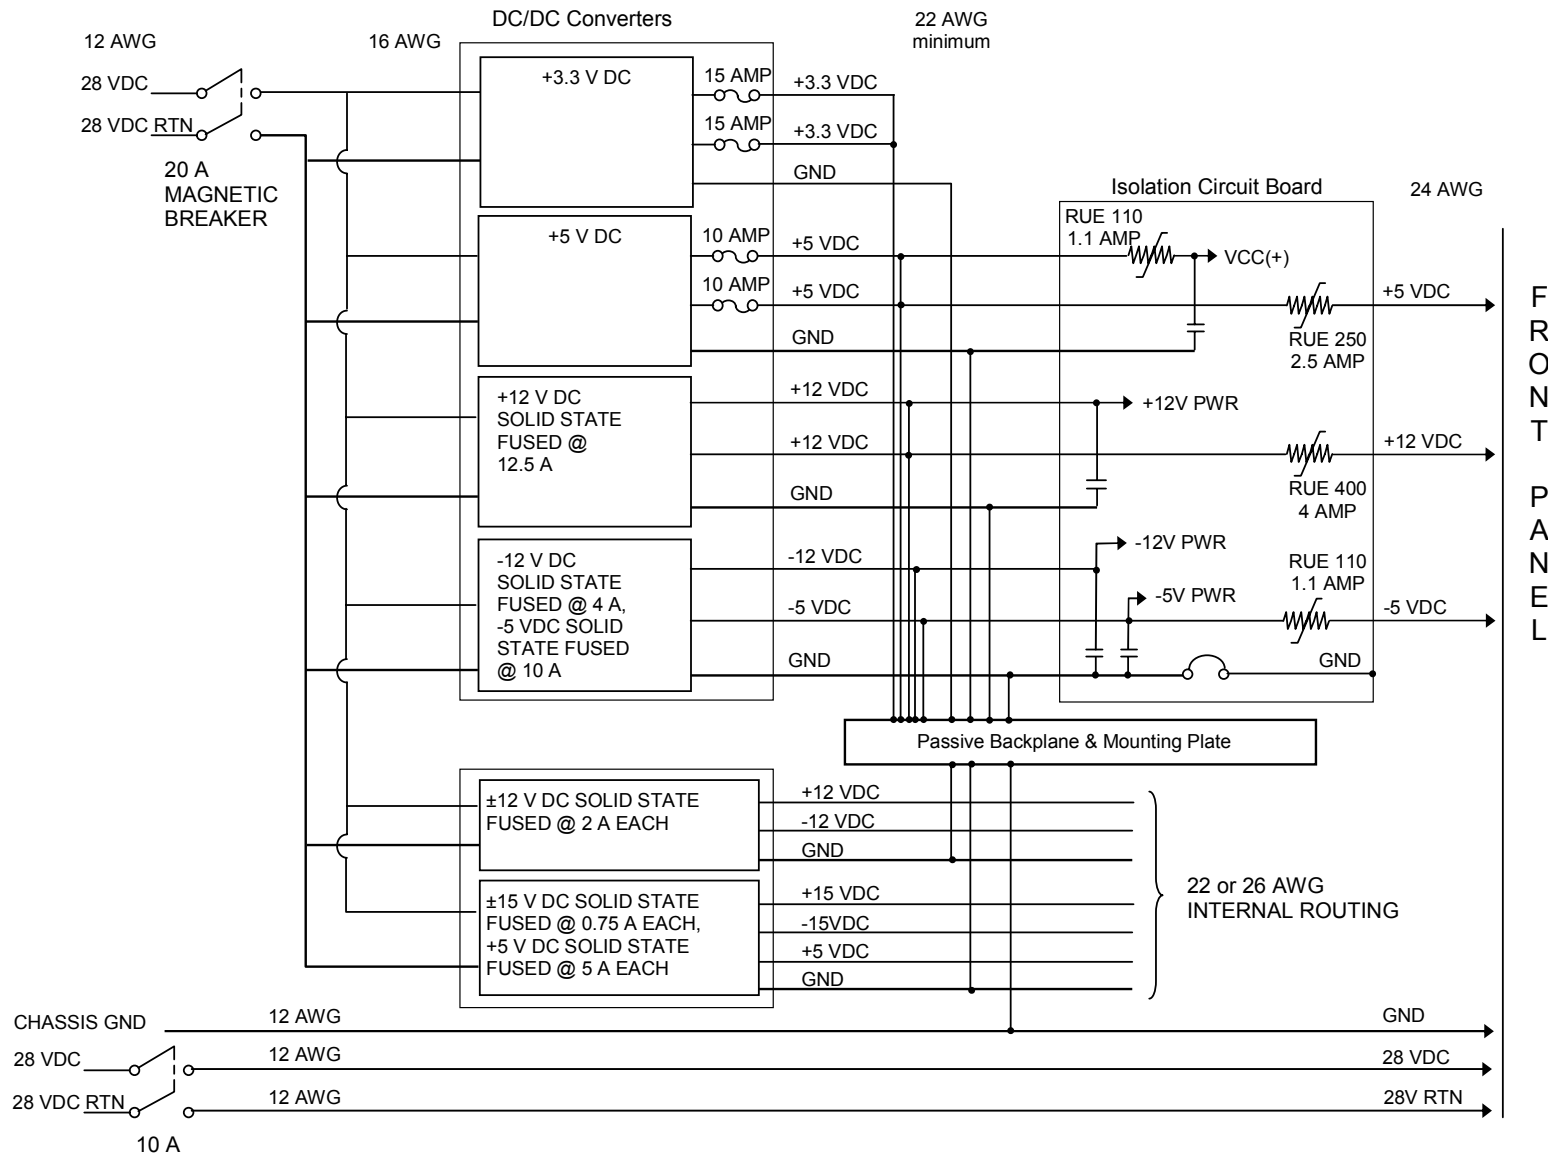 DC/DC Converters
22 AWG
minimum
12 AWG
16 AWG
28 VDC
28 VDC RTN
20 A
MAGNETIC
BREAKER
+3.3 V DC
15 AMP
+3.3 VDC
15 AMP
+3.3 VDC
GND
Isolation Circuit Board
24 AWG
+5 V DC
10 AMP
+5 VDC
10 AMP
+5 VDC
GND
RUE 110
1.1 AMP
VCC(+)
+5 VDC
RUE 250
2.5 AMP
+12 V DC
SOLID STATE
FUSED @
12.5 A
+12 VDC
+12 VDC
GND
+12V PWR
+12 VDC
RUE 400
4 AMP
-12 V DC
SOLID STATE
FUSED @ 4 A,
-5 VDC SOLID
STATE FUSED
@ 10 A
-12 VDC
-5 VDC
GND
-12V PWR
-5V PWR
RUE 110
1.1 AMP
-5 VDC
GND
FRONT PANEL
Passive Backplane & Mounting Plate
±12 V DC SOLID STATE
FUSED @ 2 A EACH
+12 VDC
-12 VDC
GND
±15 V DC SOLID STATE
FUSED @ 0.75 A EACH,
+5 V DC SOLID STATE
FUSED @ 5 A EACH
+15 VDC
-15VDC
+5 VDC
GND
22 or 26 AWG
INTERNAL ROUTING
CHASSIS GND
12 AWG
GND
28 VDC
12 AWG
28 VDC
28 VDC RTN
12 AWG
28V RTN
10 A